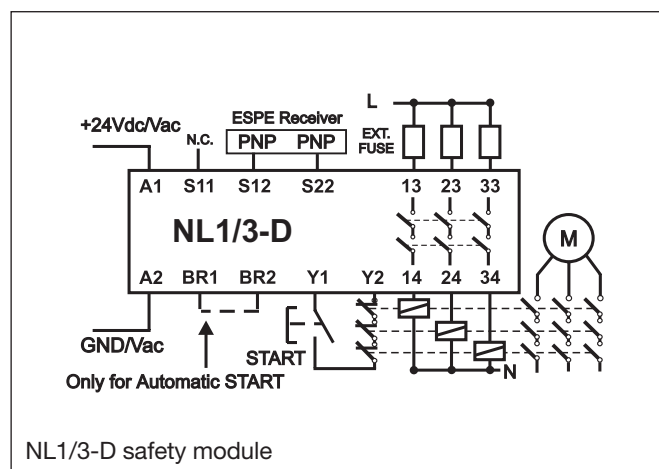 L
+24Vdc/Vac
ESPE Receiver
N.C.
PNP PNP
EXT.
FUSE
A1 S11 S12 S22 13 23 33
NL1/3-D
M
A2 BR1 BR2 Y1 Y2 14 24 34
GND/Vac
START
Only for Automatic START
N
NL1/3-D safety module